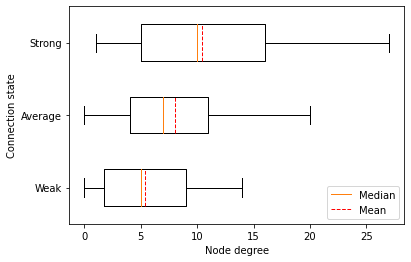 Connection state
Strong
Average
Weak
Median
Mean
0 5 10 15 20 25
Node degree